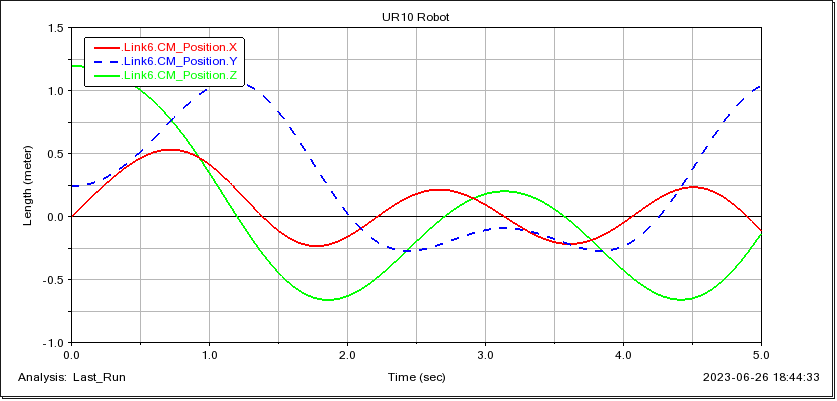 UR10 Robot
1.5
.Link6.CM_Position.X
.Link6.CM_Position.Y
.Link6.CM_Position.Z
1.0
0.5
Length (meter)
0.0
-0.5
-1.0
0.0 1.0 2.0 3.0 4.0 5.0
Analysis: Last_Run Time (sec) 2023-06-26 18:44:33